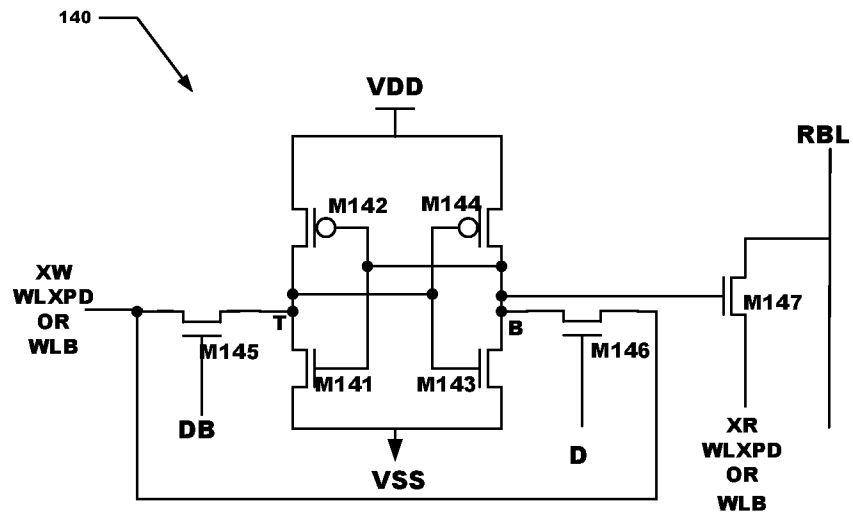 140
VDD
RBL
M142
M144
XW
WLXPD
OR
WLB
T
B
M147
M145
M146
M141
M143
DB
D
VSS
XR
WLXPD
OR
WLB